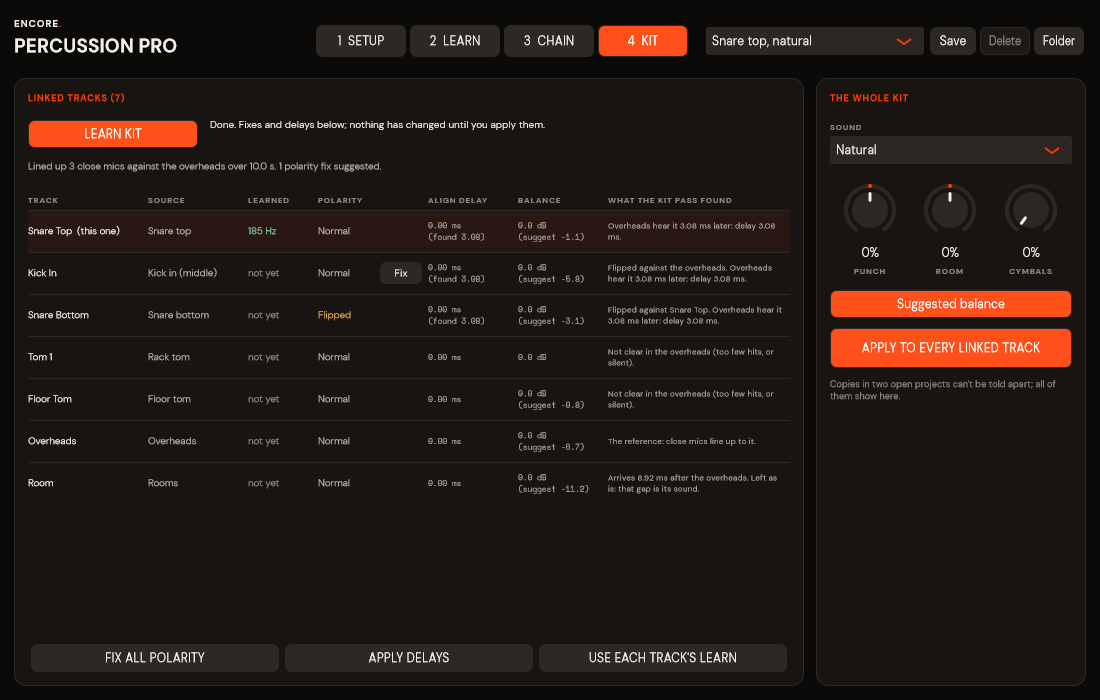 ENCORE.
PERCUSSION PRO
1 SETUP
2 LEARN
3 CHAIN
4 KIT
Snare top, natural
Save
Delete
Folder
LINKED TRACKS (7)
LEARN KIT
Done. Fixes and delays below; nothing has changed until you apply them.
Lined up 3 close mics against the overheads over 10.0 s. 1 polarity fix suggested.
TRACK SOURCE LEARNED POLARITY ALIGN DELAY BALANCE WHAT THE KIT PASS FOUND
Snare Top (this one) Snare top 185 Hz Normal
0.00 ms
(found 3.08)
0.0 dB
(suggest -1.1)
Overheads hear it 3.08 ms later: delay 3.08
ms.
Kick In Kick in (middle) not yet Normal Fix
0.00 ms
(found 3.08)
0.0 dB
(suggest -5.8)
Flipped against the overheads. Overheads
hear it 3.08 ms later: delay 3.08 ms.
Snare Bottom Snare bottom not yet Flipped
0.00 ms
(found 3.08)
0.0 dB
(suggest -3.1)
Flipped against Snare Top. Overheads hear it
3.08 ms later: delay 3.08 ms.
Tom 1 Rack tom not yet Normal 0.00 ms 0.0 dB
Not clear in the overheads (too few hits, or
silent).
Floor Tom Floor tom not yet Normal 0.00 ms
0.0 dB
(suggest -0.8)
Not clear in the overheads (too few hits, or
silent).
Overheads Overheads not yet Normal 0.00 ms
0.0 dB
(suggest -6.7)
The reference: close mics line up to it.
Room Rooms not yet Normal 0.00 ms
0.0 dB
(suggest -11.2)
Arrives 8.92 ms after the overheads. Left as
is: that gap is its sound.
FIX ALL POLARITY
APPLY DELAYS
USE EACH TRACK'S LEARN
THE WHOLE KIT
SOUND
Natural
0% 0% 0%
PUNCH ROOM CYMBALS
Suggested balance
APPLY TO EVERY LINKED TRACK
Copies in two open projects can't be told apart; all of
them show here.